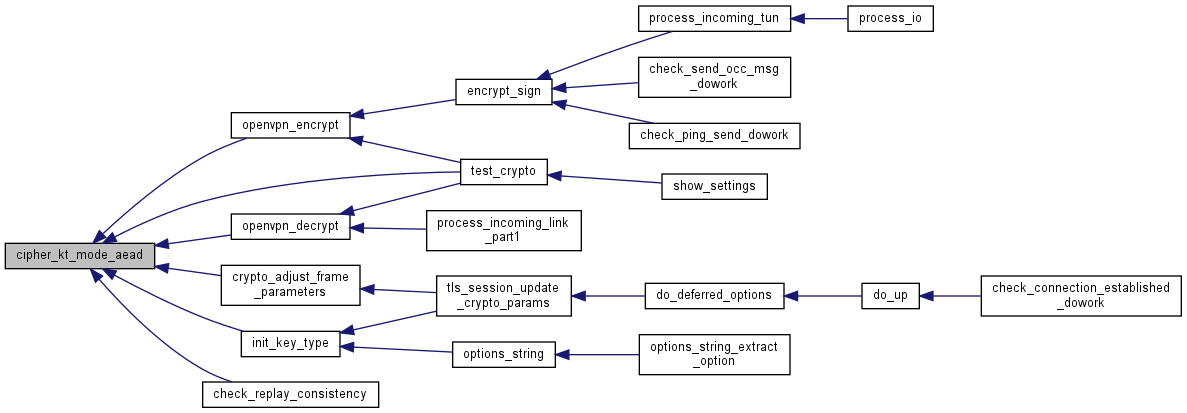 process_incoming_tun
process_io
check_send_occ_msg
_dowork
encrypt_sign
check_ping_send_dowork
openvpn_encrypt
test_crypto
show_settings
openvpn_decrypt
process_incoming_link
_part1
cipher_kt_mode_aead
crypto_adjust_frame
_parameters
tls_session_update
_crypto_params
do_deferred_options
do_up
check_connection_established
_dowork
init_key_type
options_string
options_string_extract
_option
check_replay_consistency